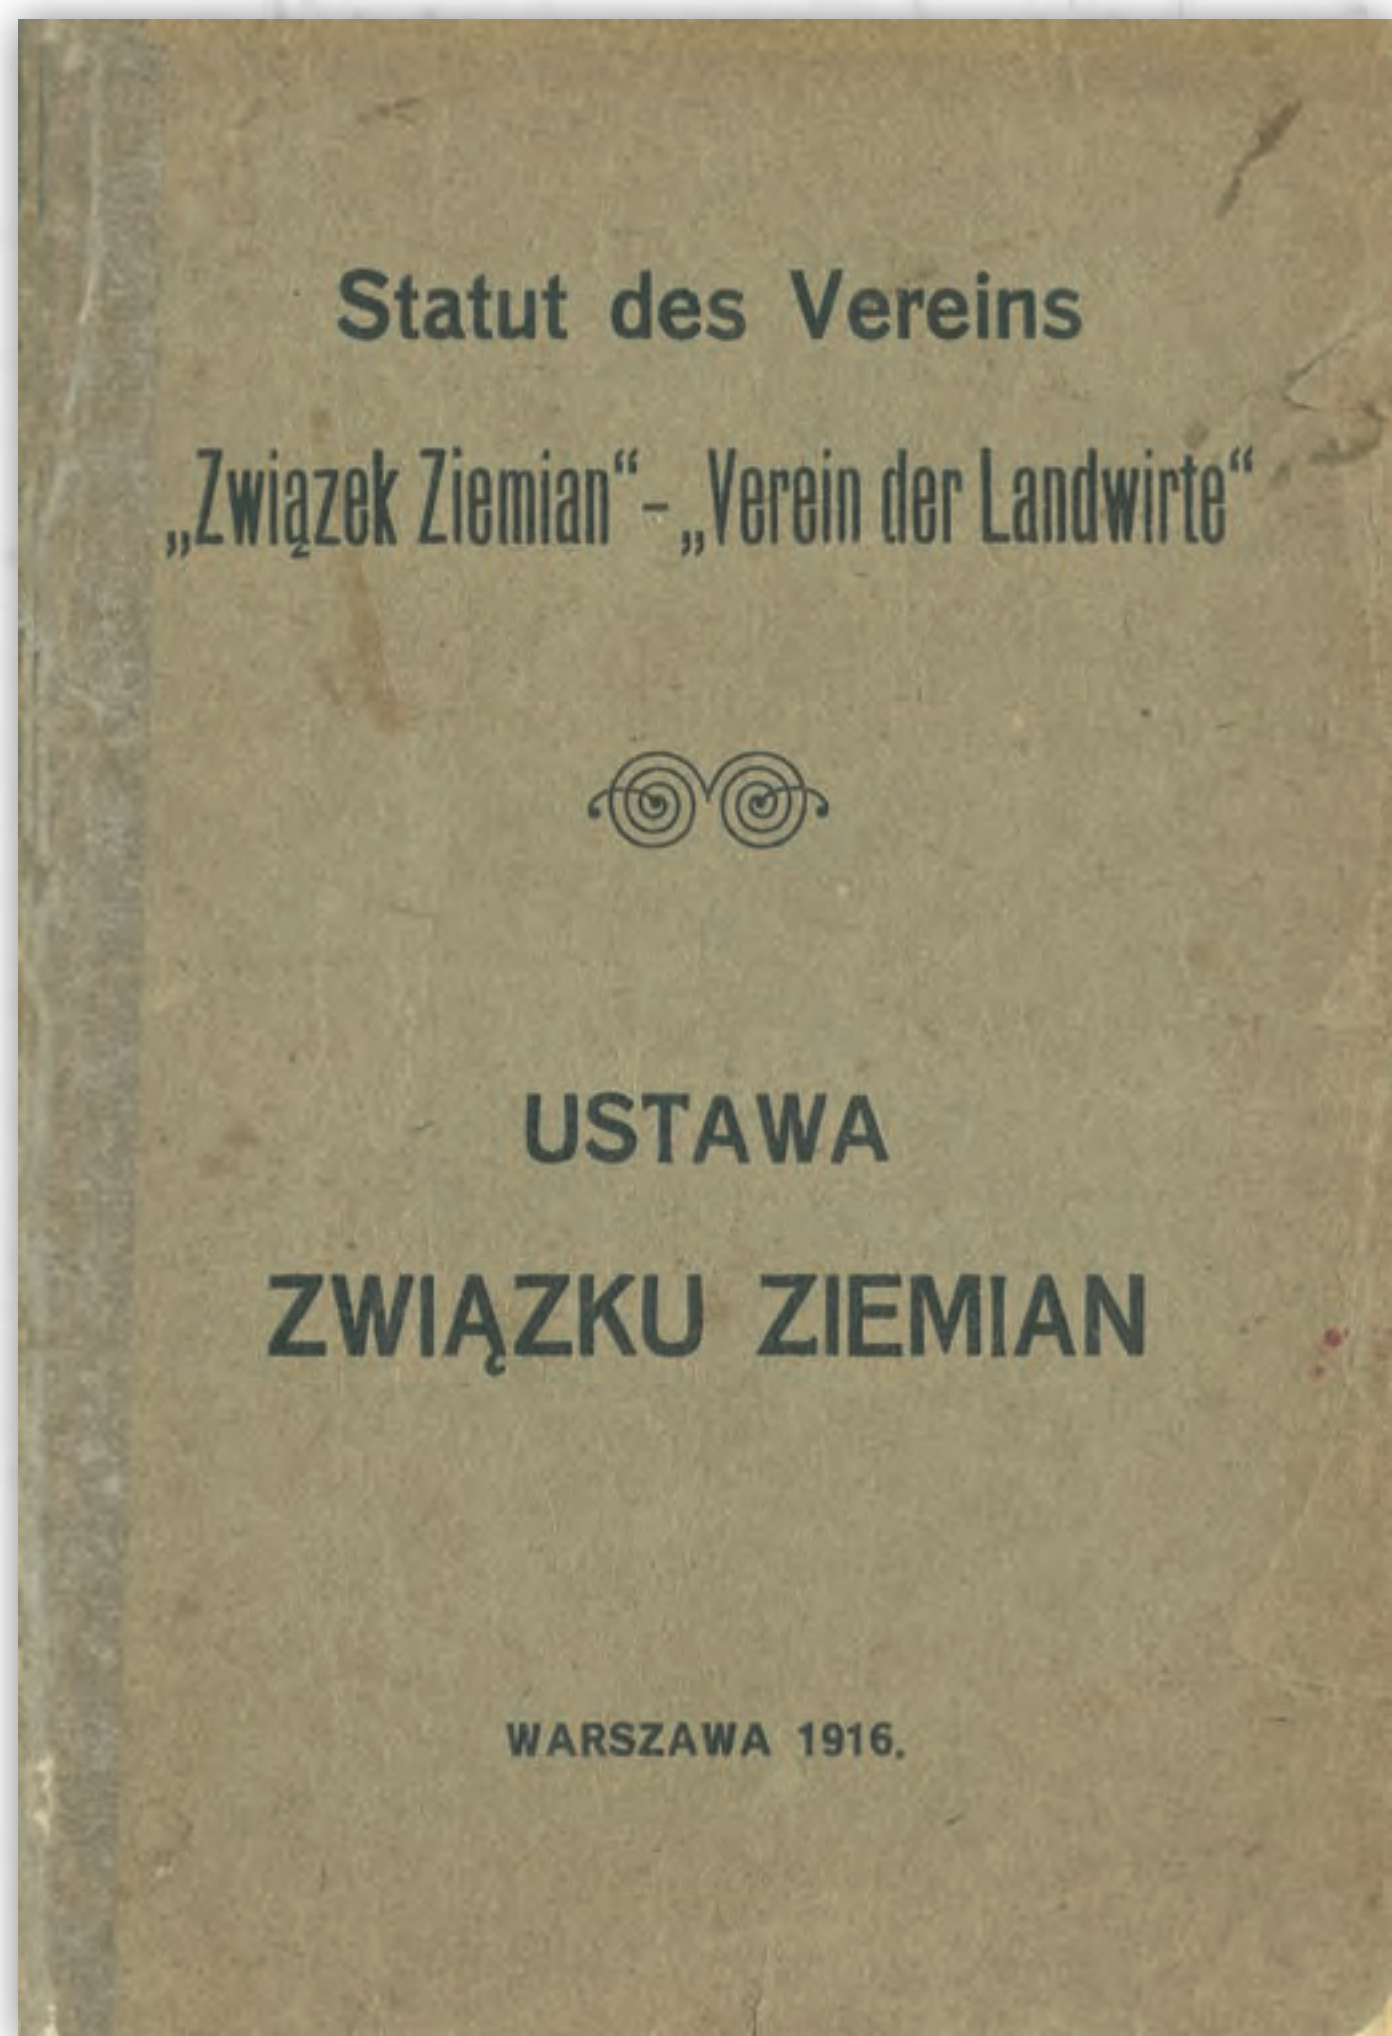 Statut des Vereins
„Związek Ziemian“ - „Verein der Landwirte“
USTAWA
ZWIĄZKU ZIEMIAN
WARSZAWA 1916.